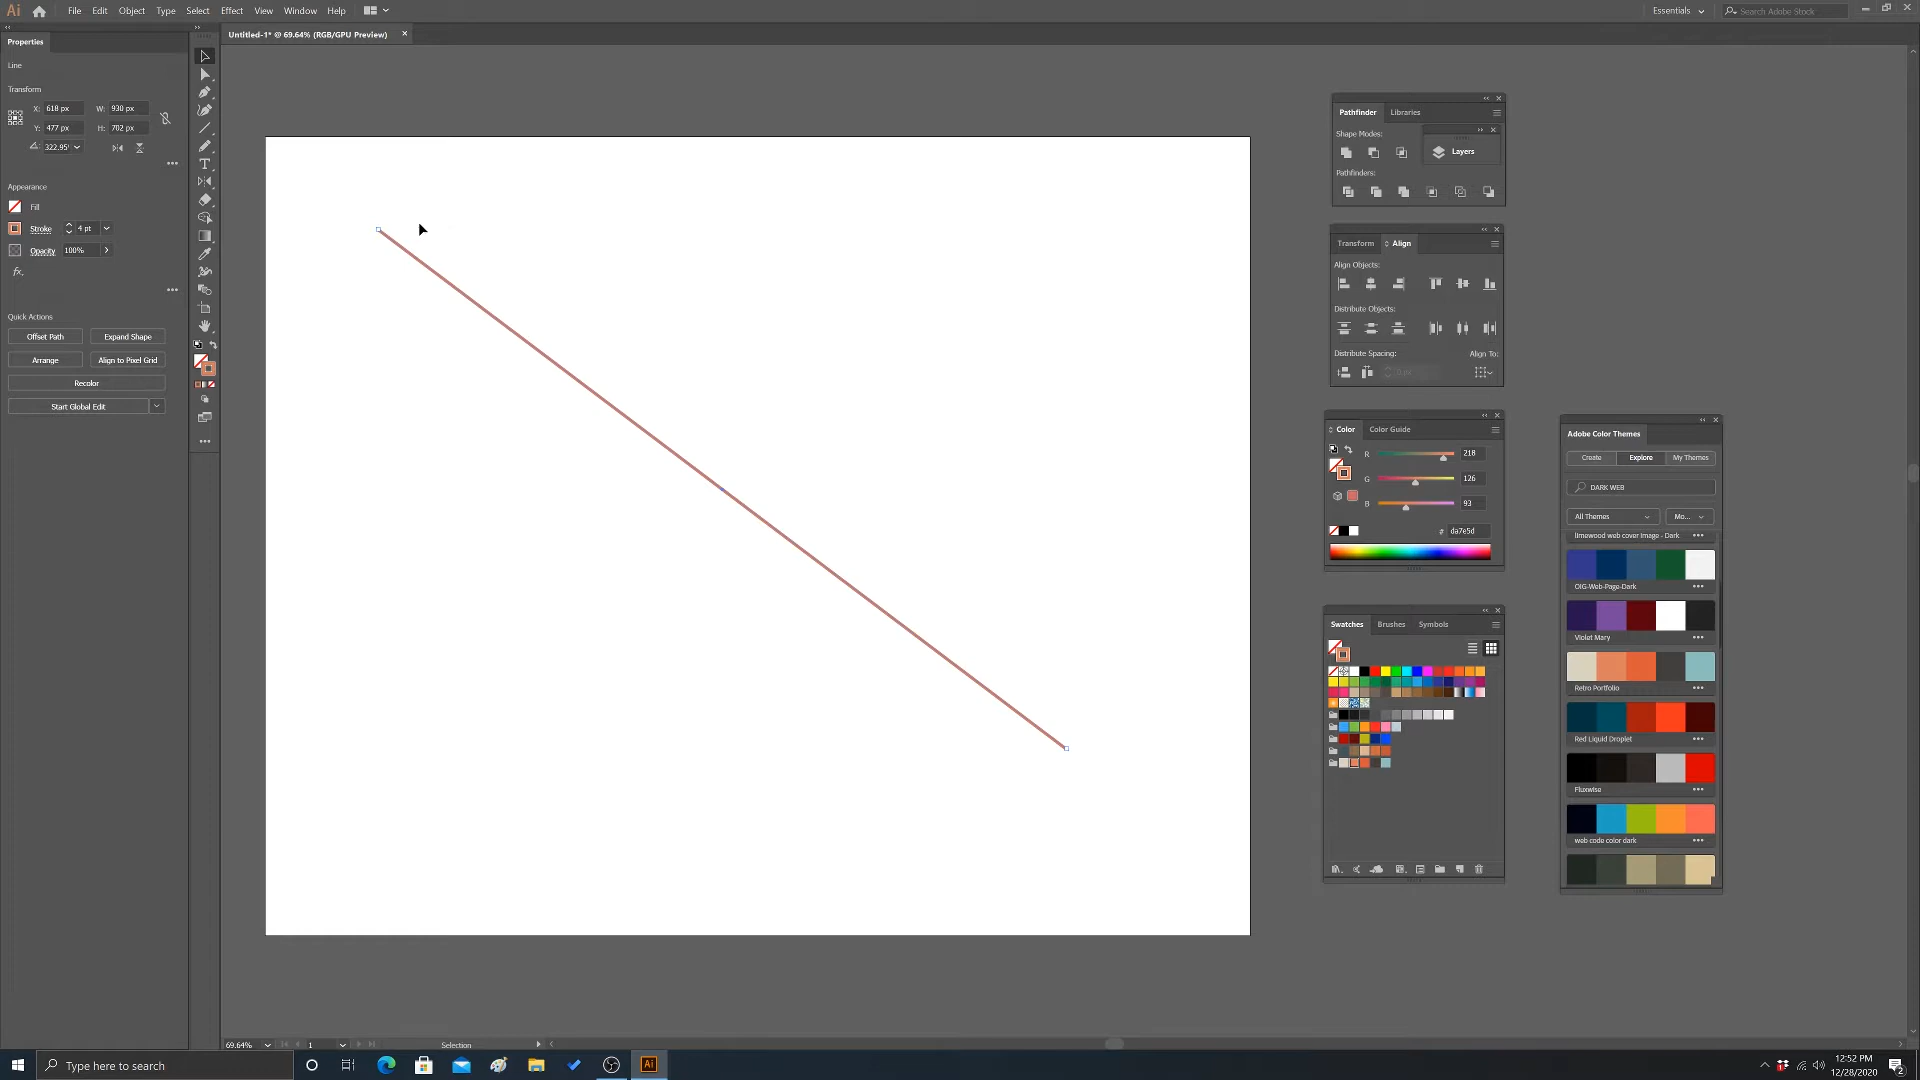 Ai File Edit Object Type Select Effect View Window Help Essentials Search Adobe Stock
Properties
Untitled-1* @ 69.64% (RGB/GPU Preview)
Line
Transform
X: 618 px W: 930 px
Y: 477 px H: 702 px
322.95°
Appearance
Fill
Stroke 4 pt
Opacity 100%
fx.
Quick Actions
Offset Path Expand Shape
Arrange Align to Pixel Grid
Recolor
Start Global Edit
Pathfinder Libraries
Shape Modes:
Layers
Pathfinders:
Transform Align
Align Objects:
Distribute Objects:
Distribute Spacing: Align To:
0 px
Color Color Guide
R 218
G 126
B 93
# da7e5d
Swatches Brushes Symbols
Adobe Color Themes
Create Explore My Themes
DARK WEB
All Themes Mo...
limewood web cover image - Dark
OIG-Web-Page-Dark
Violet Mary
Retro Portfolio
Red Liquid Droplet
Fluxwise
web code color dark
69.64% 1 Selection
Type here to search
Ai
12:52 PM
12/28/2020
2